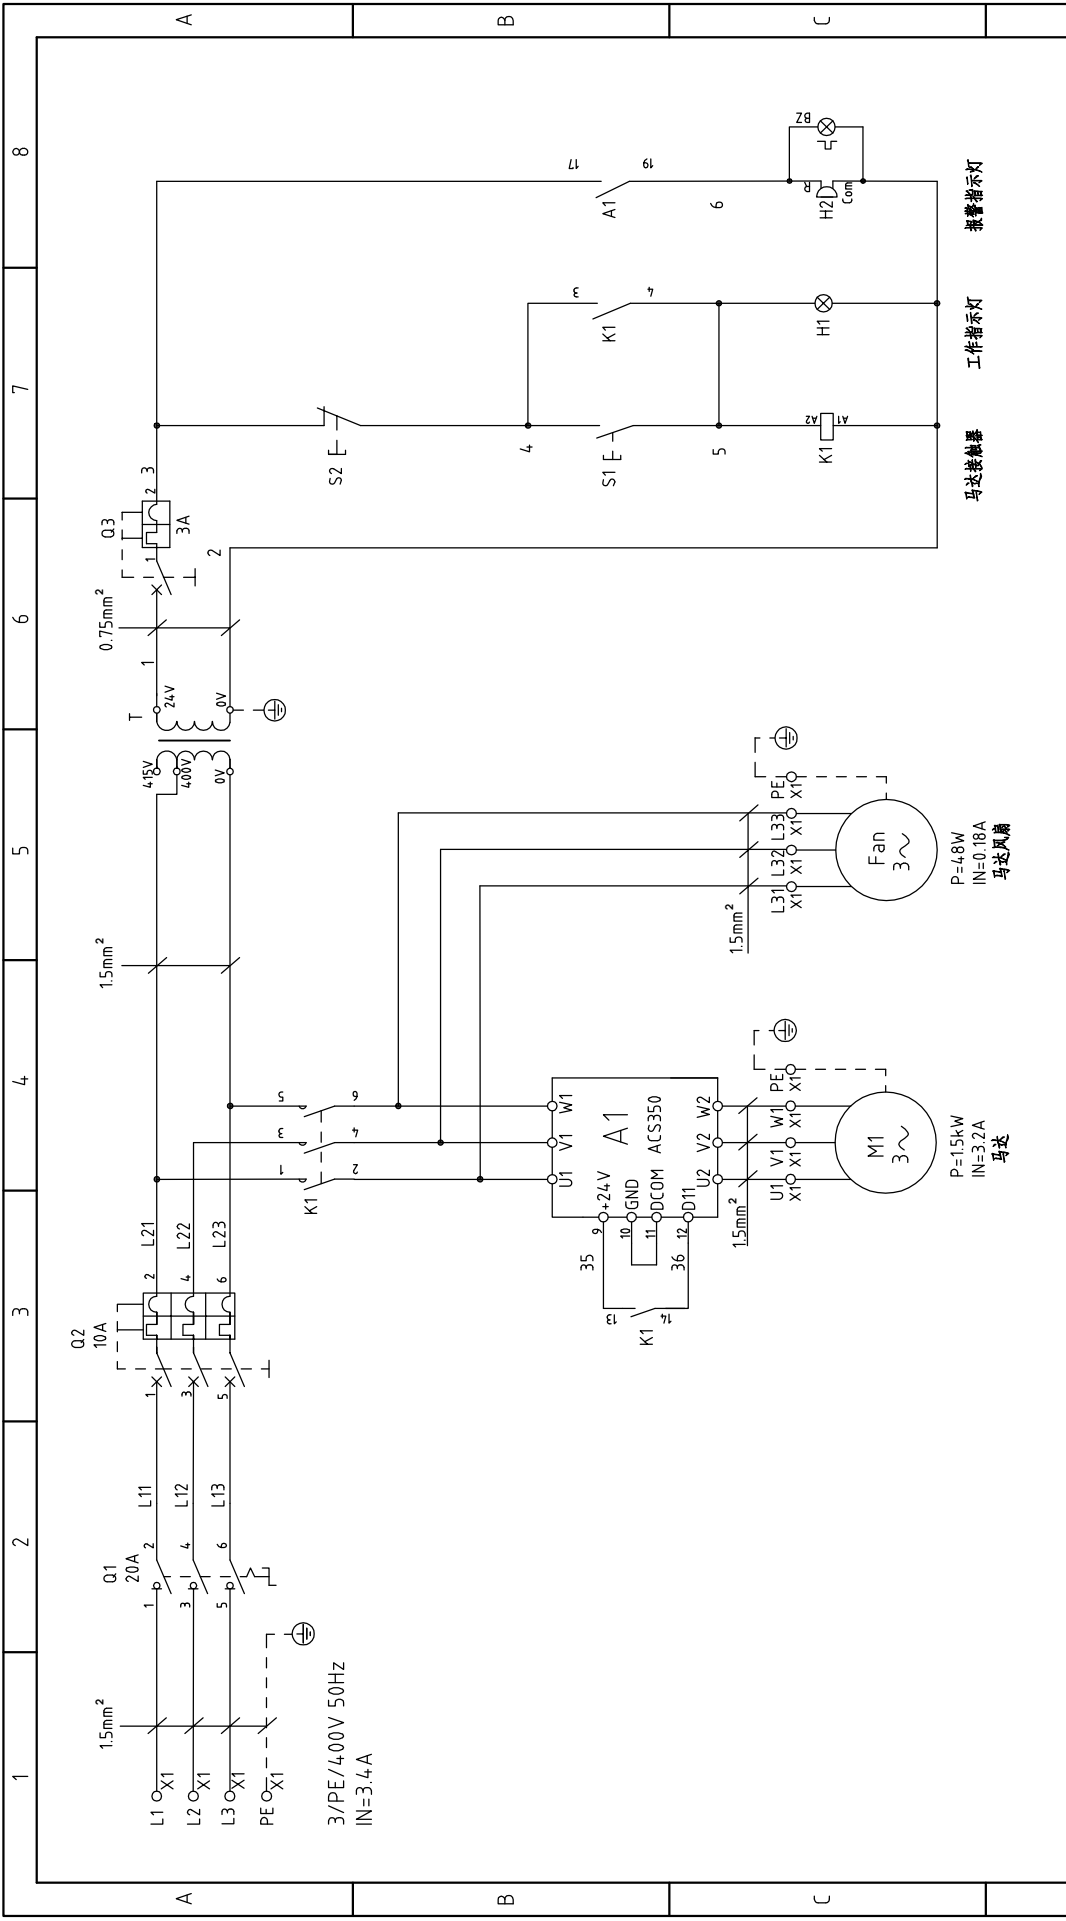 1
2
3
4
5
6
7
8
A
B
C
A
B
C
L1
X1
L2
X1
L3
X1
PE
X1
1.5mm²
3/PE/400V 50Hz
IN=3.4A
Q1
20A
1
2
3
4
5
6
L11
L12
L13
Q2
10A
1
2
3
4
5
6
L21
L22
L23
K1
1
2
3
4
5
6
1.5mm²
415V
400V
0V
T
24V
0V
1
0.75mm²
Q3
3A
1
2
3
2
A1
ACS350
U1
V1
W1
U2
V2
W2
+24V
GND
DCOM
D11
9
10
11
12
35
36
K1
13
14
1.5mm²
U1
X1
V1
X1
W1
X1
PE
X1
M1
3~
P=1.5kW
IN=3.2A
马达
1.5mm²
L31
X1
L32
X1
L33
X1
PE
X1
Fan
3~
P=48W
IN=0.18A
马达风扇
S2
4
S1
5
K1
A2
A1
马达接触器
K1
3
4
H1
工作指示灯
A1
17
19
6
H2
R
Com
BZ
报警指示灯